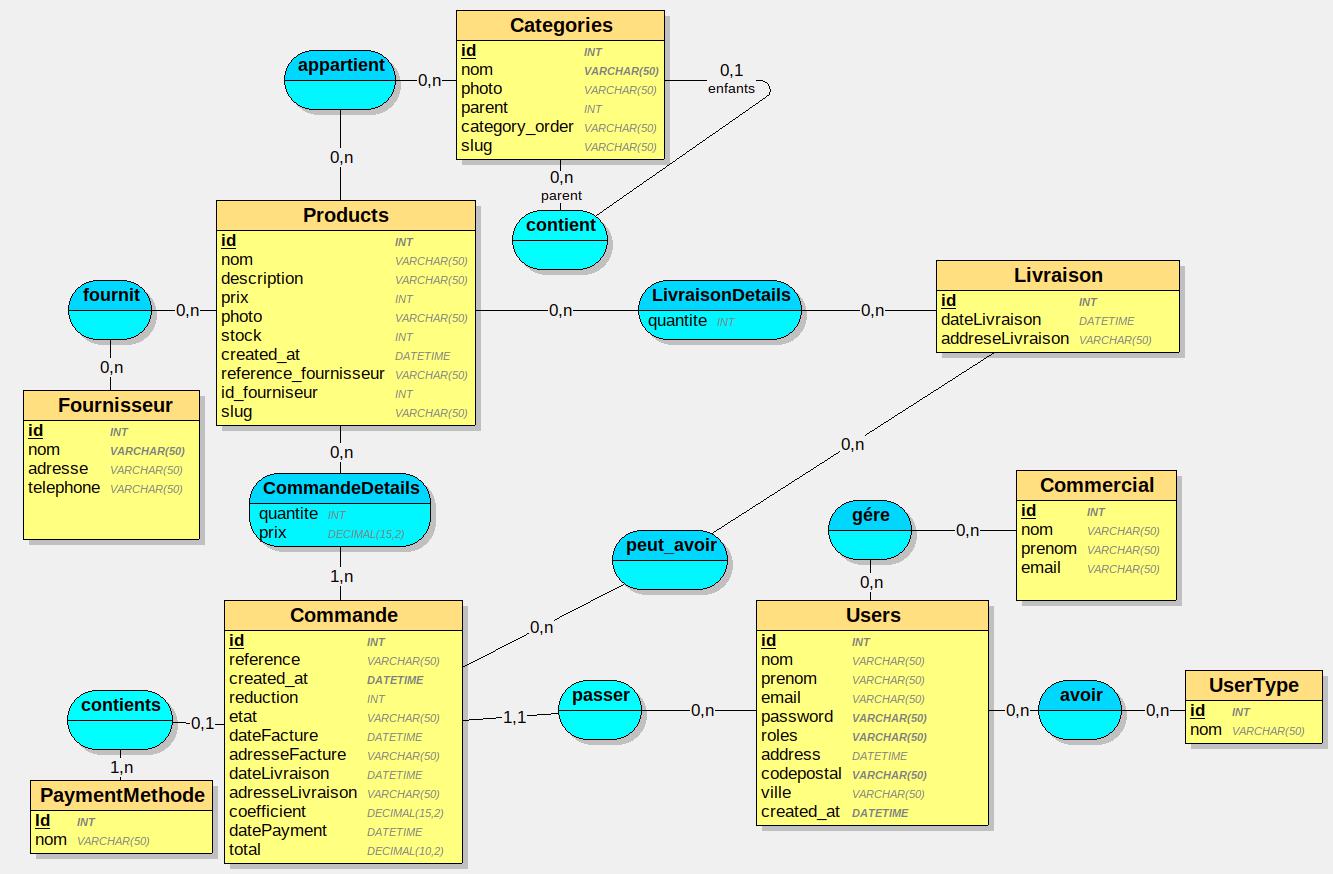 Categories
id INT
nom VARCHAR(50)
photo VARCHAR(50)
parent INT
category_order VARCHAR(50)
slug VARCHAR(50)
appartient
0,n
0,n
0,1
enfants
0,n
parent
contient
Products
id INT
nom VARCHAR(50)
description VARCHAR(50)
prix INT
photo VARCHAR(50)
stock INT
created_at DATETIME
reference_fournisseur VARCHAR(50)
id_fourniseur INT
slug VARCHAR(50)
fournit
0,n
0,n
Fournisseur
id INT
nom VARCHAR(50)
adresse VARCHAR(50)
telephone VARCHAR(50)
0,n
LivraisonDetails
quantite INT
0,n
Livraison
id INT
dateLivraison DATETIME
addreseLivraison VARCHAR(50)
0,n
CommandeDetails
quantite INT
prix DECIMAL(15,2)
1,n
0,n
peut_avoir
0,n
gére
0,n
0,n
Commercial
id INT
nom VARCHAR(50)
prenom VARCHAR(50)
email VARCHAR(50)
Commande
id INT
reference VARCHAR(50)
created_at DATETIME
reduction INT
etat VARCHAR(50)
dateFacture DATETIME
adresseFacture VARCHAR(50)
dateLivraison DATETIME
adresseLivraison VARCHAR(50)
coefficient DECIMAL(15,2)
datePayment DATETIME
total DECIMAL(10,2)
contients
0,1
1,n
PaymentMethode
Id INT
nom VARCHAR(50)
1,1
passer
0,n
Users
id INT
nom VARCHAR(50)
prenom VARCHAR(50)
email VARCHAR(50)
password VARCHAR(50)
roles VARCHAR(50)
address DATETIME
codepostal VARCHAR(50)
ville VARCHAR(50)
created_at DATETIME
0,n
avoir
0,n
UserType
id INT
nom VARCHAR(50)